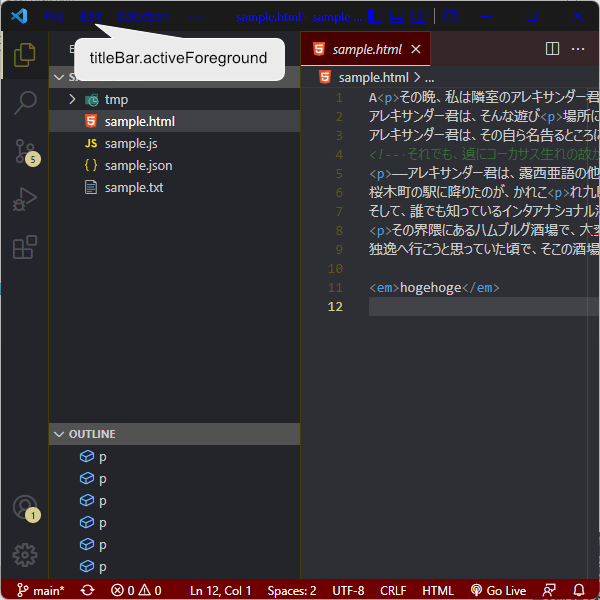 File Edit Selection ··· sample.html - sample ...
titleBar.activeForeground
sample.html
sample.html > ...
tmp
sample.html
sample.js
sample.json
sample.txt
5
1 A<p>その晩、私は隣室のアレキサンダー君
2 アレキサンダー君は、そんな遊び<p>場所に
3 アレキサンダー君は、その自ら名告るところに
4 <!--·それでも、遠にコーカサス生れの故か
5 <p>—アレキサンダー君は、露西亜語の他
6 桜木町の駅に降りたのが、かれこ<p>れ九
7 そして、誰でも知っているインタアナショナル
8 <p>その界隈にあるハムブルグ酒場で、大
9 独逸へ行こうと思っていた頃で、そこの酒場
10
11 <em>hogehoge</em>
12
OUTLINE
p
p
p
p
p
p
1
main* 0 0 Ln 12, Col 1 Spaces: 2 UTF-8 CRLF HTML Go Live